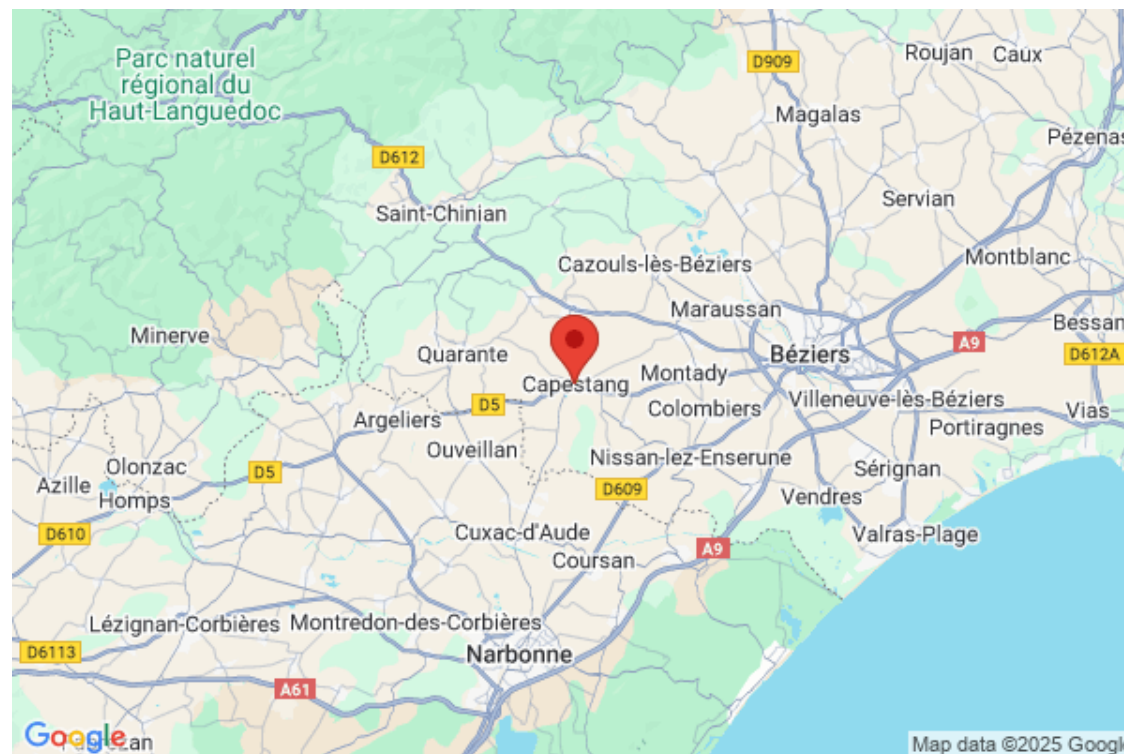 Parc naturel
régional du
Haut-Languedoc
D909
Roujan
Caux
Magalas
Pézenas
D612
Saint-Chinian
Servian
Cazouls-lès-Béziers
Montblanc
Maraussan
Minerve
Quarante
Béziers
A9
Bessan
D612A
Capestang
Montady
Villeneuve-lès-Béziers
Vias
Argeliers
D5
Colombiers
Portiragnes
Ouveillan
Nissan-lez-Enserune
Sérignan
Olonzac
D5
Azille
Homps
D609
Vendres
D610
Cuxac-d'Aude
Coursan
A9
Valras-Plage
Lézignan-Corbières
Montredon-des-Corbières
D6113
Narbonne
A61
Google
Map data ©2025 Google